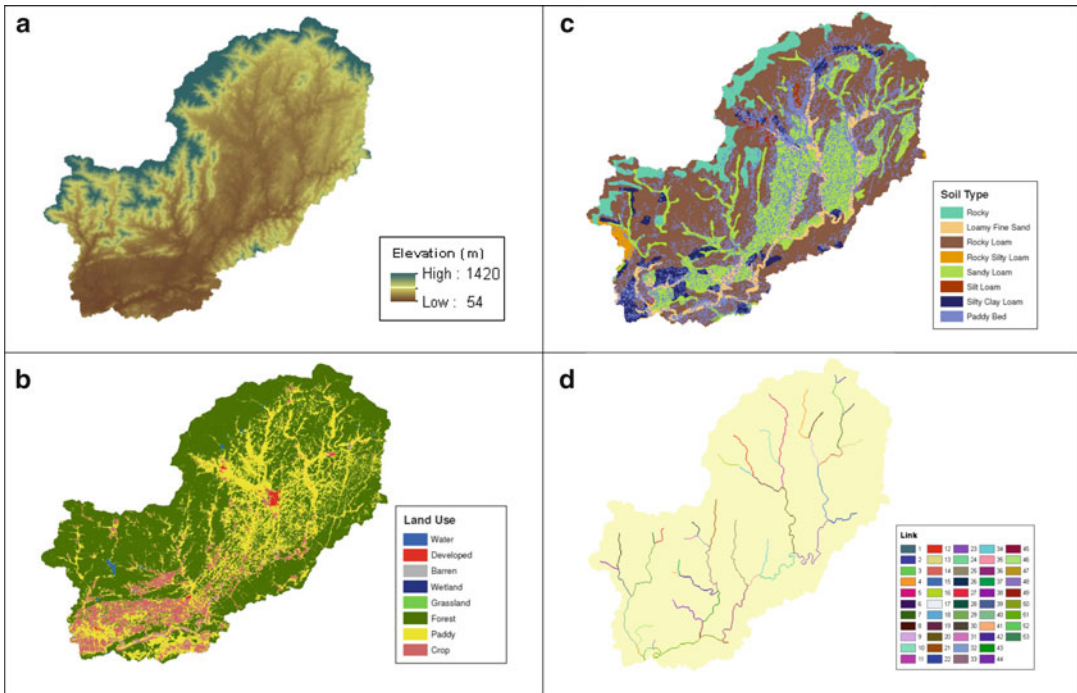 a
Elevation (m)
High : 1420
Low : 54
c
Soil Type
Rocky
Loamy Fine Sand
Rocky Loam
Rocky Silty Loam
Sandy Loam
Silt Loam
Silty Clay Loam
Paddy Bed
b
Land Use
Water
Developed
Barren
Wetland
Grassland
Forest
Paddy
Crop
d
Link
1 12 23 34 45
2 13 24 35 46
3 14 25 36 47
4 15 26 37 48
5 16 27 38 49
6 17 28 39 50
7 18 29 40 51
8 19 30 41 52
9 20 31 42 53
10 21 32 43
11 22 33 44